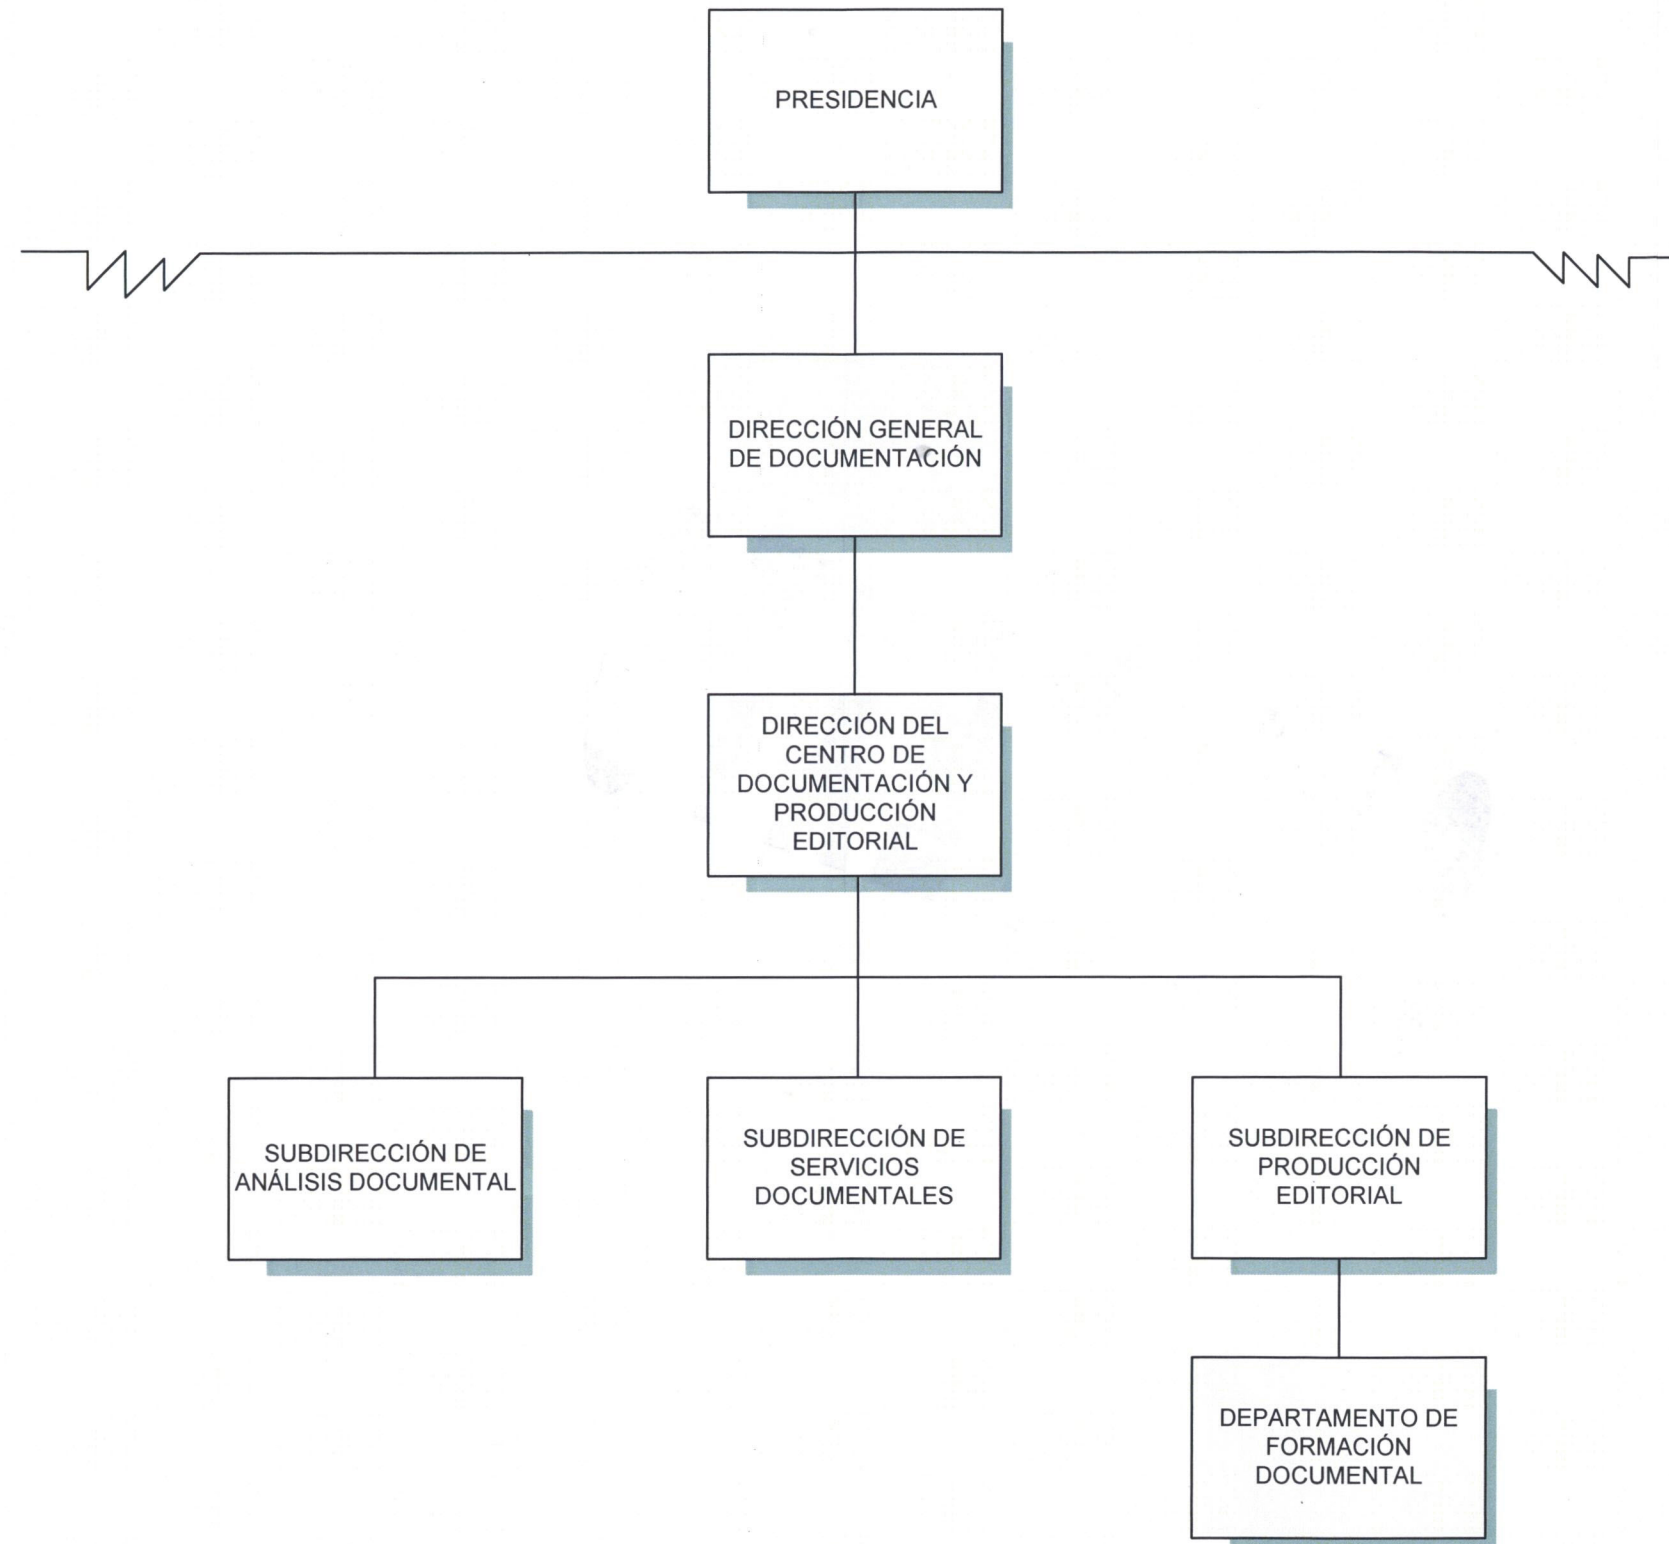 PRESIDENCIA
DIRECCIÓN GENERAL
DE DOCUMENTACIÓN
DIRECCIÓN DEL
CENTRO DE
DOCUMENTACIÓN Y
PRODUCCIÓN
EDITORIAL
SUBDIRECCIÓN DE
ANÁLISIS DOCUMENTAL
SUBDIRECCIÓN DE
SERVICIOS
DOCUMENTALES
SUBDIRECCIÓN DE
PRODUCCIÓN
EDITORIAL
DEPARTAMENTO DE
FORMACIÓN
DOCUMENTAL